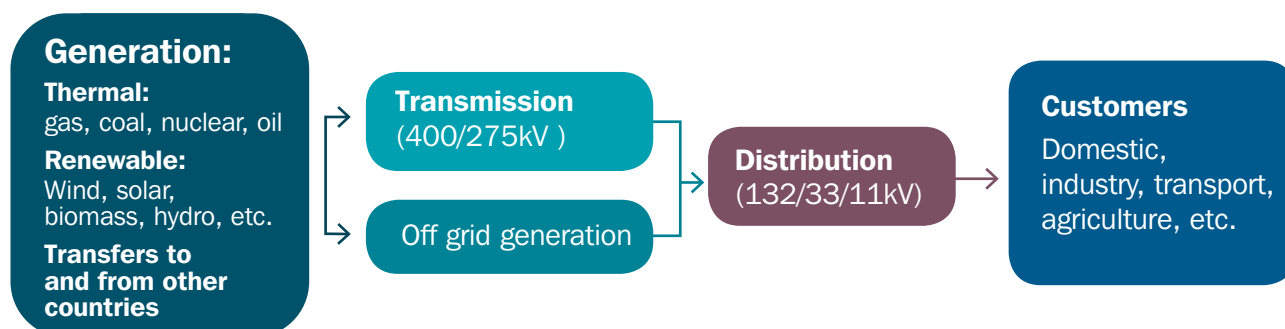 Generation:
Thermal:
gas, coal, nuclear, oil
Renewable:
Wind, solar,
biomass, hydro, etc.
Transfers to
and from other
countries
Transmission
(400/275kV )
Off grid generation
Distribution
(132/33/11kV)
Customers
Domestic,
industry, transport,
agriculture, etc.